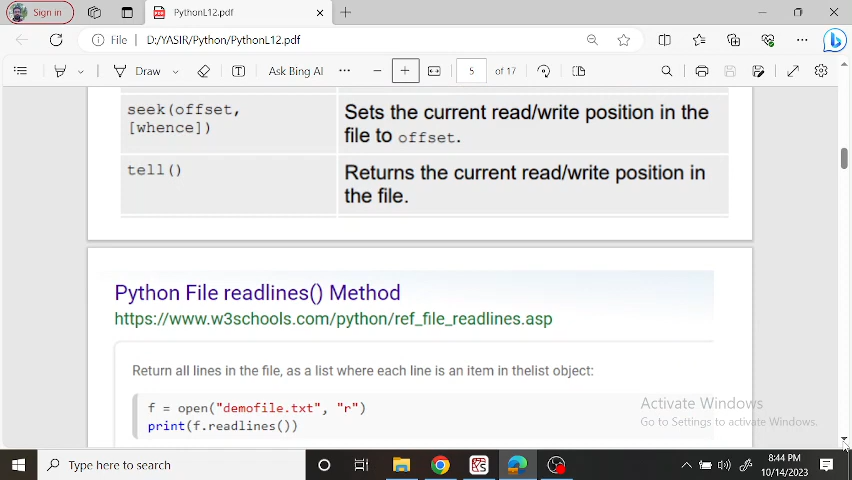 Sign in
PythonL12.pdf
File
D:/YASIR/Python/PythonL12.pdf
Draw
Ask Bing AI
5
of 17
seek(offset,
[whence])
Sets the current read/write position in the
file to offset.
tell()
Returns the current read/write position in
the file.
Python File readlines() Method
https://www.w3schools.com/python/ref_file_readlines.asp
Return all lines in the file, as a list where each line is an item in thelist object:
f = open("demofile.txt", "r")
print(f.readlines())
Activate Windows
Go to Settings to activate Windows.
Type here to search
8:44 PM
10/14/2023